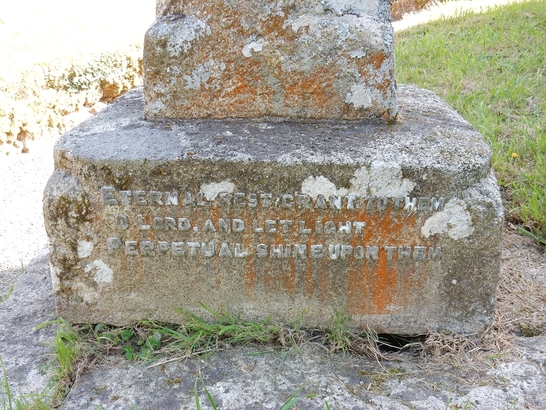 ETERNAL REST GRANT TO THEM
O LORD, AND LET LIGHT
PERPETUAL SHINE UPON THEM